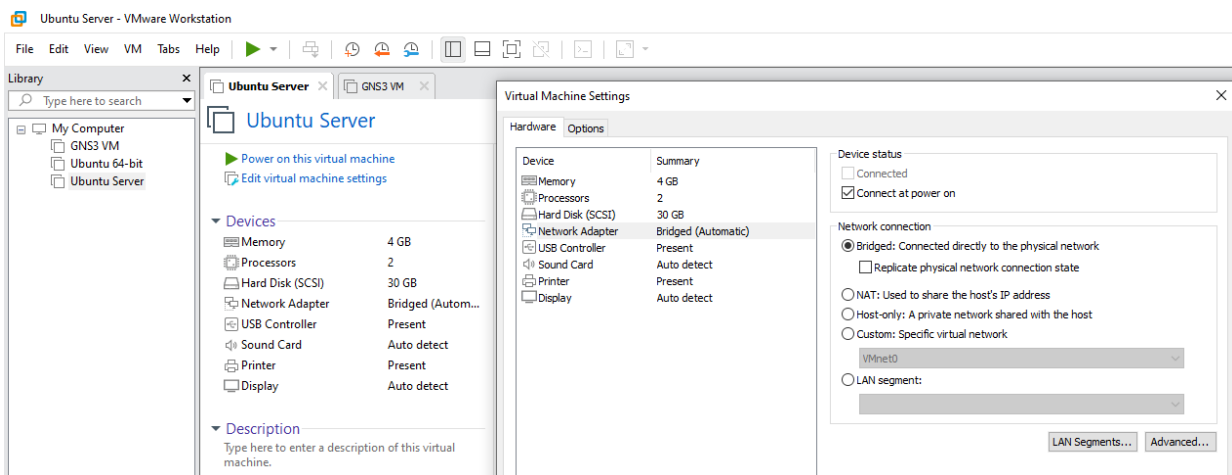 Ubuntu Server - VMware Workstation
File Edit View VM Tabs Help
Library
Type here to search
My Computer
GNS3 VM
Ubuntu 64-bit
Ubuntu Server
Ubuntu Server
GNS3 VM
Ubuntu Server
Power on this virtual machine
Edit virtual machine settings
Devices
Memory 4 GB
Processors 2
Hard Disk (SCSI) 30 GB
Network Adapter Bridged (Autom...
USB Controller Present
Sound Card Auto detect
Printer Present
Display Auto detect
Description
Type here to enter a description of this virtual
machine.
Virtual Machine Settings
Hardware Options
Device Summary
Memory 4 GB
Processors 2
Hard Disk (SCSI) 30 GB
Network Adapter Bridged (Automatic)
USB Controller Present
Sound Card Auto detect
Printer Present
Display Auto detect
Device status
Connected
Connect at power on
Network connection
Bridged: Connected directly to the physical network
Replicate physical network connection state
NAT: Used to share the host's IP address
Host-only: A private network shared with the host
Custom: Specific virtual network
VMnet0
LAN segment:
LAN Segments... Advanced...